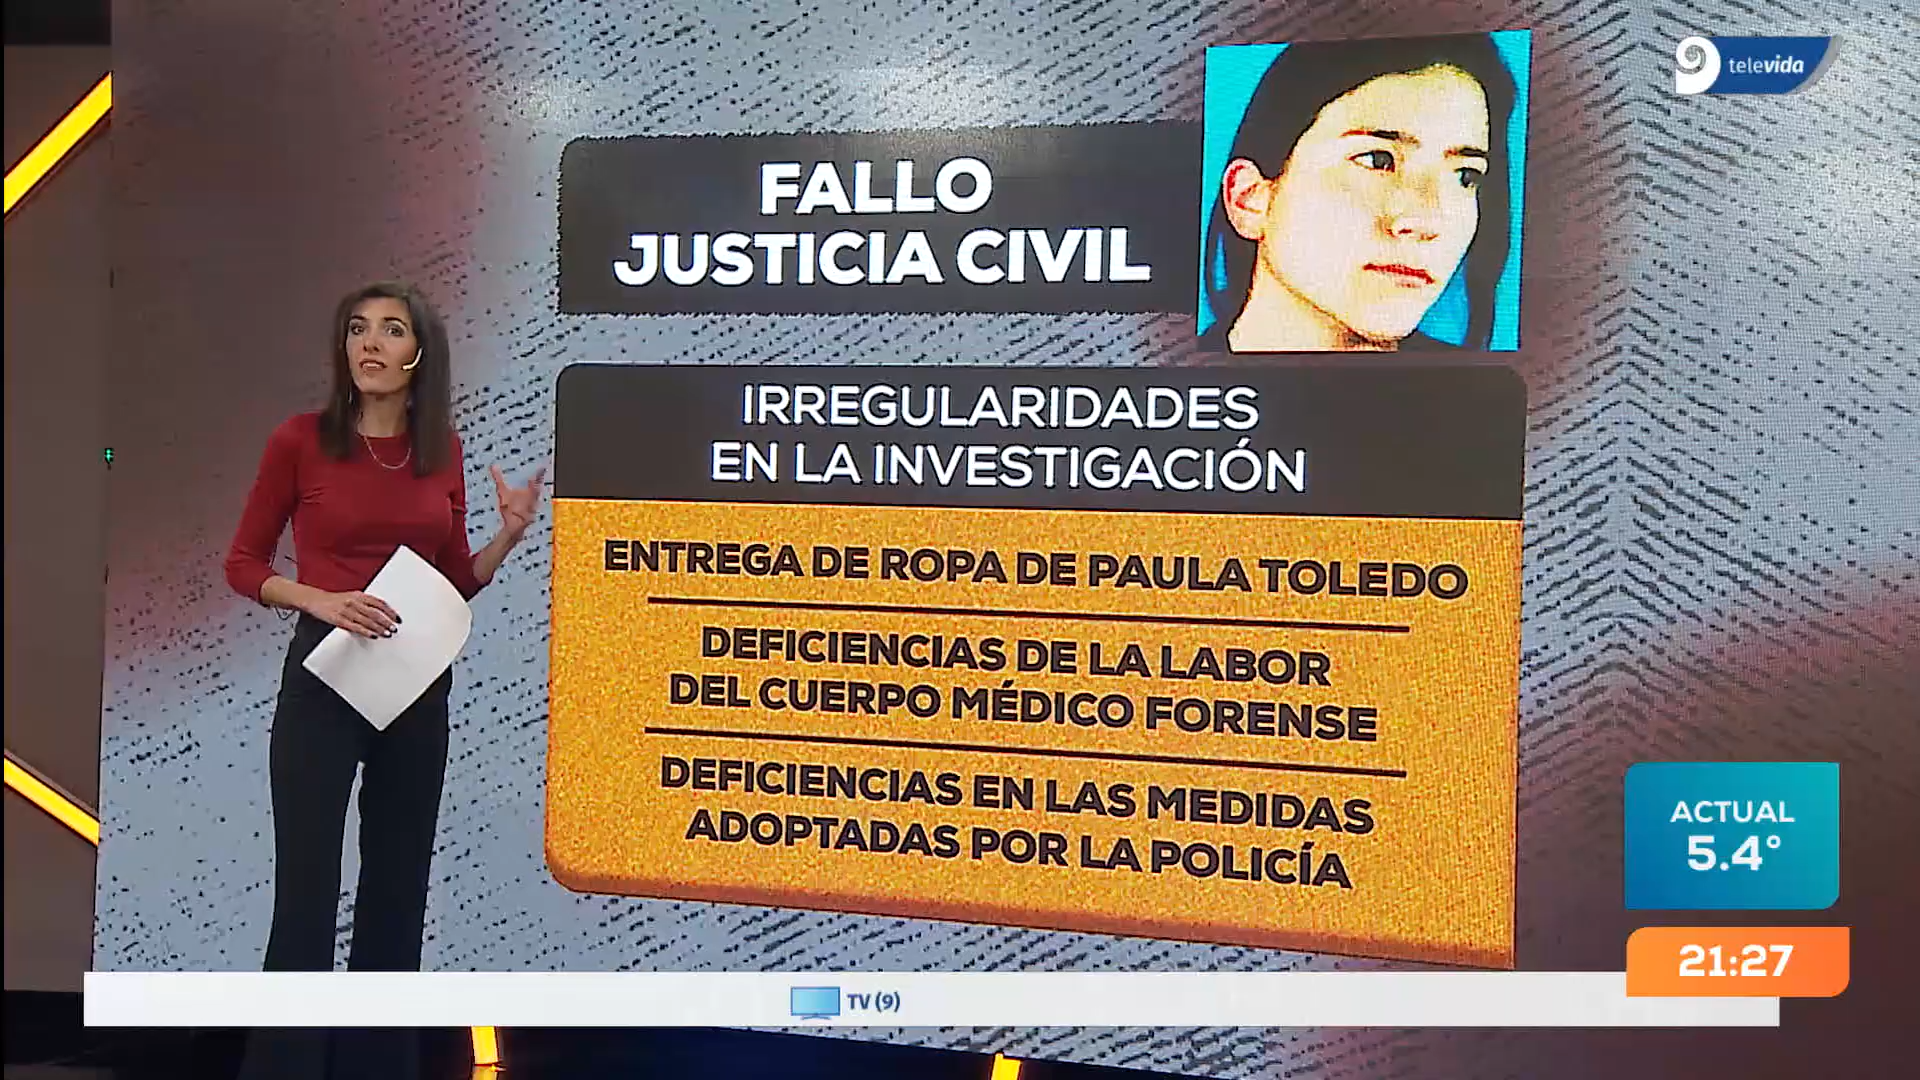 9 televida
FALLO
JUSTICIA CIVIL
IRREGULARIDADES
EN LA INVESTIGACIÓN
ENTREGA DE ROPA DE PAULA TOLEDO
DEFICIENCIAS DE LA LABOR
DEL CUERPO MÉDICO FORENSE
DEFICIENCIAS EN LAS MEDIDAS
ADOPTADAS POR LA POLICÍA
ACTUAL
5.4°
21:27
TV (9)